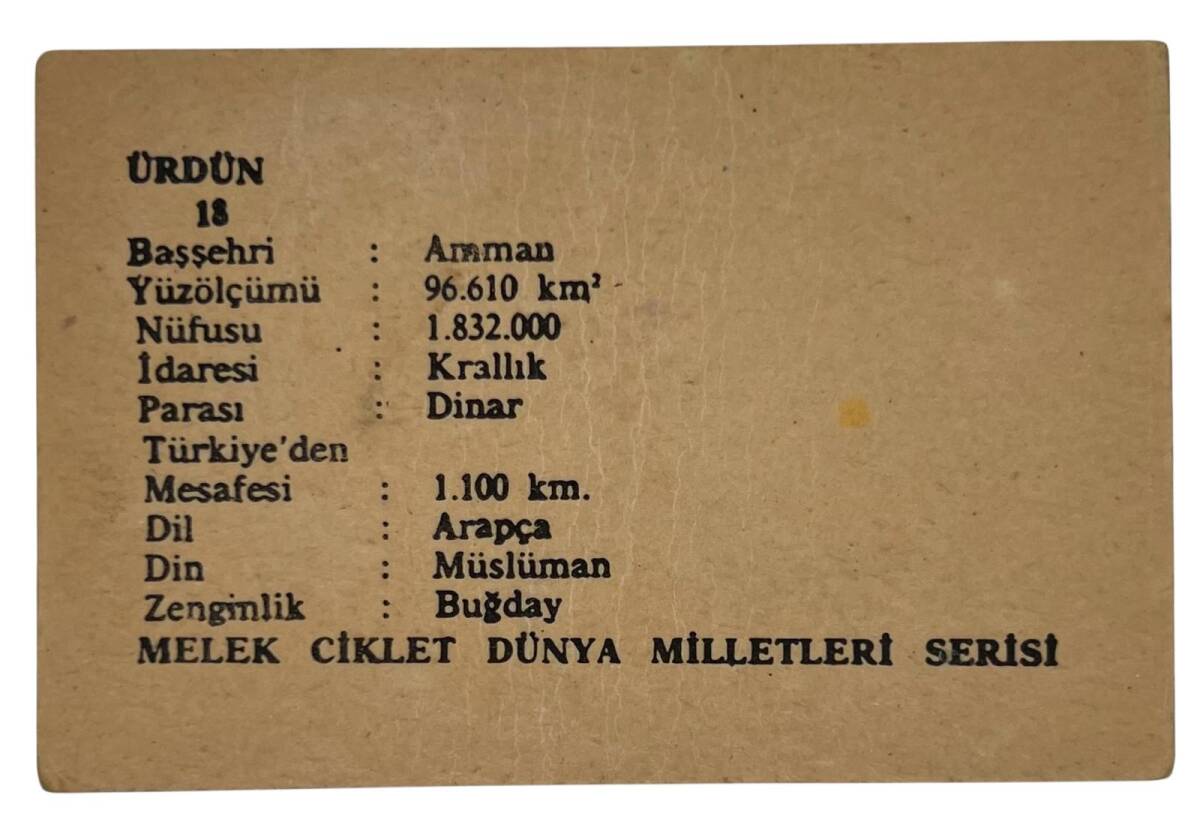 ÜRDÜN
18
Başşehri : Amman
Yüzölçümü : 96.610 km²
Nüfusu : 1.832.000
İdaresi : Krallık
Parası : Dinar
Türkiye'den
Mesafesi : 1.100 km.
Dil : Arapça
Din : Müslüman
Zenginlik : Buğday
MELEK CİKLET DÜNYA MİLLETLERİ SERİSİ